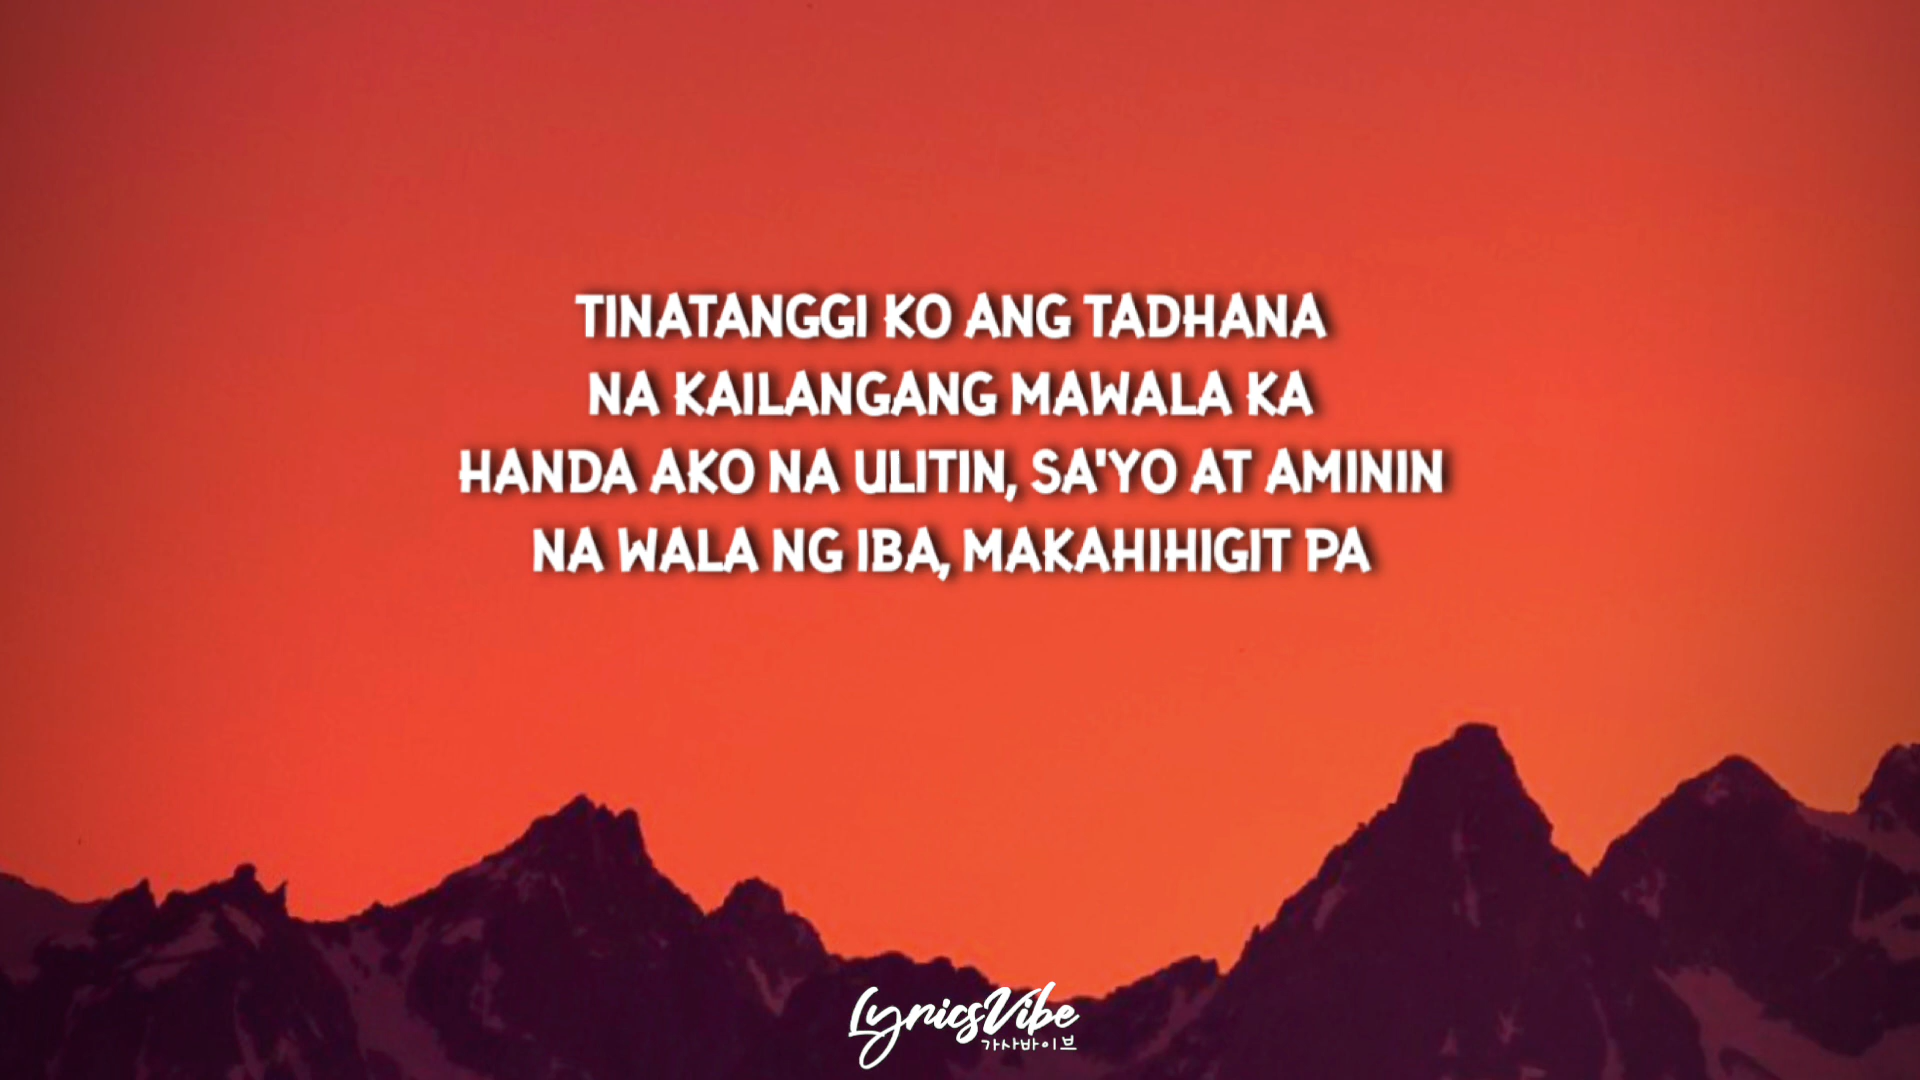 TINATANGGI KO ANG TADHANA
NA KAILANGANG MAWALA KA
HANDA AKO NA ULITIN, SA'YO AT AMININ
NA WALA NG IBA, MAKAHIHIGIT PA
LyricsVibe
가사바이브